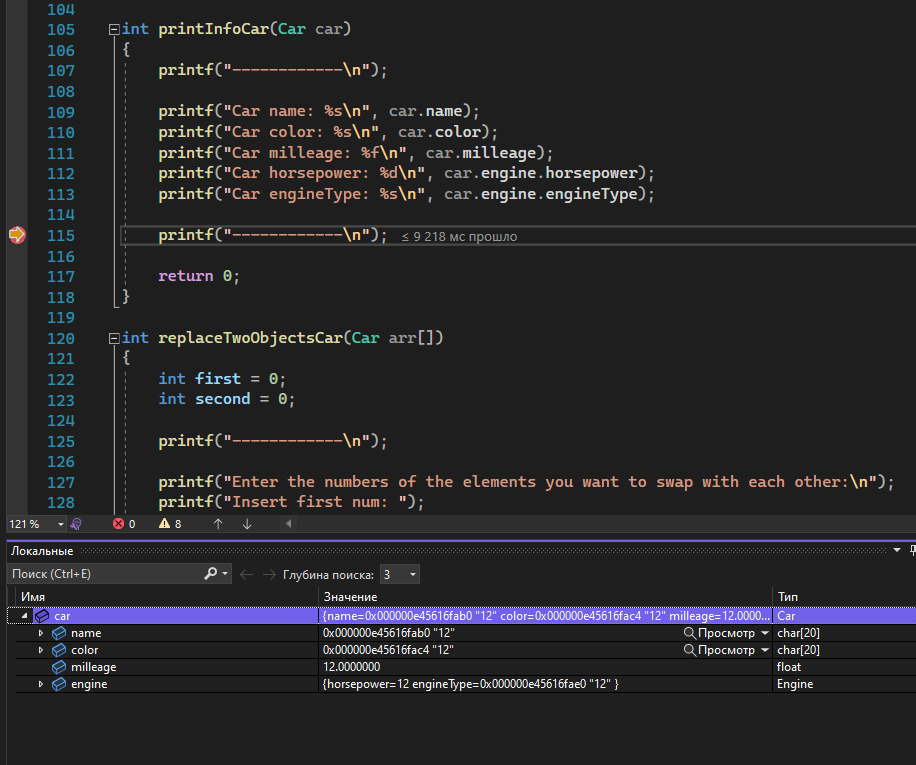 104
105 int printInfoCar(Car car)
106 {
107 printf("------------\n");
108
109 printf("Car name: %s\n", car.name);
110 printf("Car color: %s\n", car.color);
111 printf("Car milleage: %f\n", car.milleage);
112 printf("Car horsepower: %d\n", car.engine.horsepower);
113 printf("Car engineType: %s\n", car.engine.engineType);
114
115 printf("------------\n"); ≤ 9 218 мс прошло
116
117 return 0;
118 }
119
120 int replaceTwoObjectsCar(Car arr[])
121 {
122 int first = 0;
123 int second = 0;
124
125 printf("------------\n");
126
127 printf("Enter the numbers of the elements you want to swap with each other:\n");
128 printf("Insert first num: ");
121 % 0 8
Локальные
Поиск (Ctrl+E) Глубина поиска: 3
Имя Значение Тип
car {name=0x000000e45616fab0 "12" color=0x000000e45616fac4 "12" milleage=12.0000... Car
name 0x000000e45616fab0 "12" Просмотр char[20]
color 0x000000e45616fac4 "12" Просмотр char[20]
milleage 12.0000000 float
engine {horsepower=12 engineType=0x000000e45616fae0 "12" } Engine